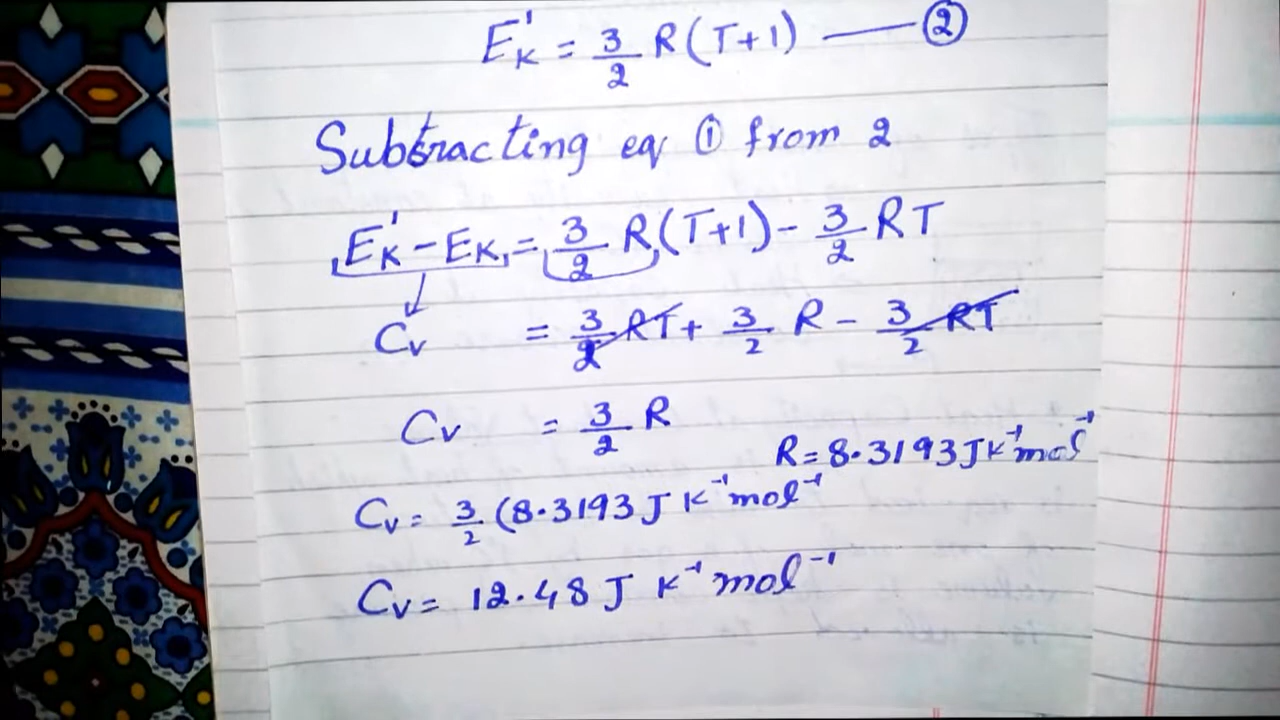 E'K = 3/2 R(T+1) —— ②
Subtracting eq ① from 2
E'K - EK = 3/2 R(T+1) - 3/2 RT
Cv = 3/2 RT + 3/2 R - 3/2 RT
Cv = 3/2 R
R = 8.3193 J K⁻¹ mol⁻¹
Cv = 3/2 (8.3193 J K⁻¹ mol⁻¹
Cv = 12.48 J K⁻¹ mol⁻¹